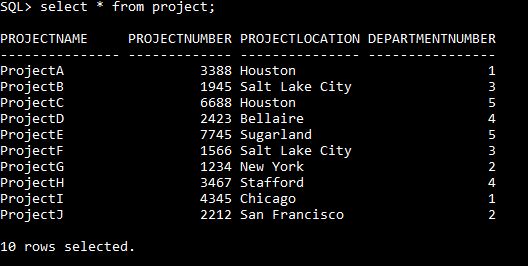 SQL> select * from project;
PROJECTNAME     PROJECTNUMBER PROJECTLOCATION DEPARTMENTNUMBER
--------------- ------------- --------------- ----------------
ProjectA                 3388 Houston                        1
ProjectB                 1945 Salt Lake City                 3
ProjectC                 6688 Houston                        5
ProjectD                 2423 Bellaire                       4
ProjectE                 7745 Sugarland                      5
ProjectF                 1566 Salt Lake City                 3
ProjectG                 1234 New York                       2
ProjectH                 3467 Stafford                       4
ProjectI                 4345 Chicago                        1
ProjectJ                 2212 San Francisco                  2
10 rows selected.